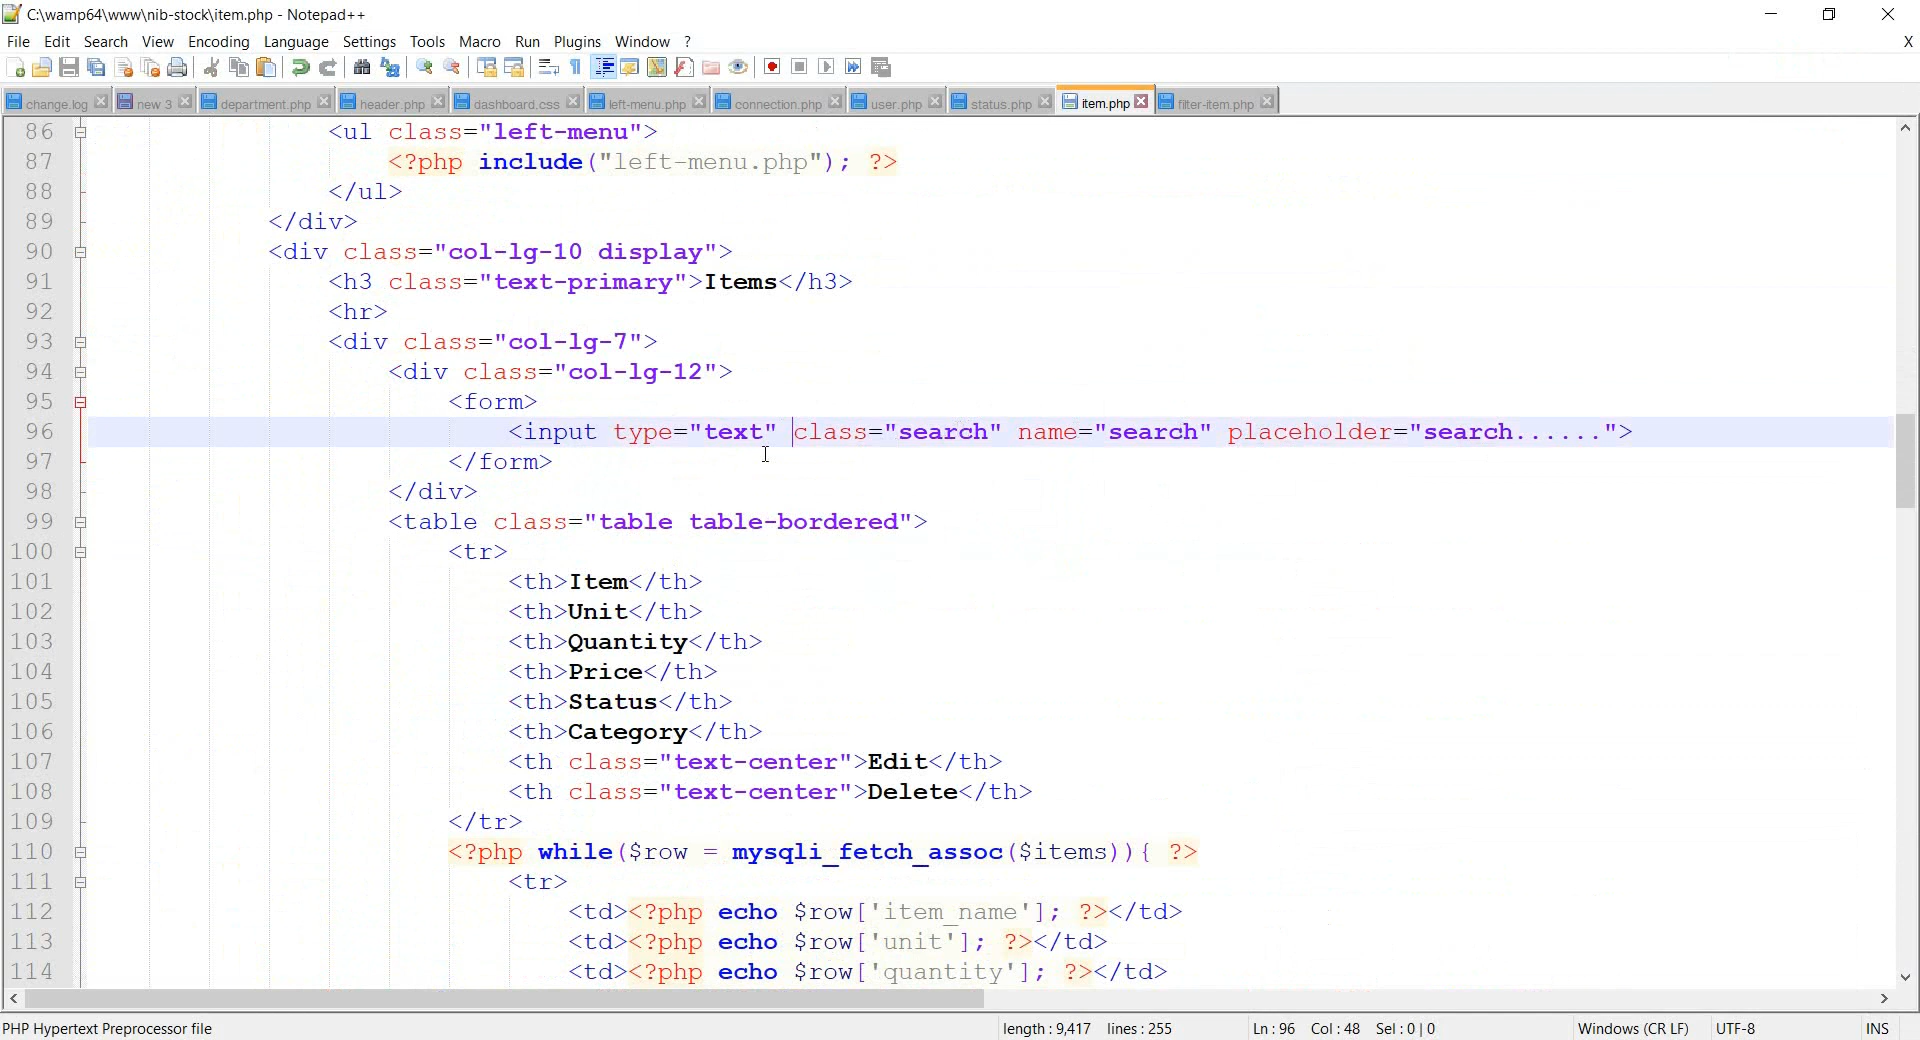 C:\wamp64\www\nib-stock\item.php - Notepad++
File Edit Search View Encoding Language Settings Tools Macro Run Plugins Window ? X
change.log new 3 department.php header.php dashboard.css left-menu.php connection.php user.php status.php item.php filter-item.php
86 <ul class="left-menu">
87 <?php include("left-menu.php"); ?>
88 </ul>
89 </div>
90 <div class="col-lg-10 display">
91 <h3 class="text-primary">Items</h3>
92 <hr>
93 <div class="col-lg-7">
94 <div class="col-lg-12">
95 <form>
96 <input type="text" class="search" name="search" placeholder="search......">
97 </form>
98 </div>
99 <table class="table table-bordered">
100 <tr>
101 <th>Item</th>
102 <th>Unit</th>
103 <th>Quantity</th>
104 <th>Price</th>
105 <th>Status</th>
106 <th>Category</th>
107 <th class="text-center">Edit</th>
108 <th class="text-center">Delete</th>
109 </tr>
110 <?php while($row = mysqli_fetch_assoc($items)){ ?>
111 <tr>
112 <td><?php echo $row['item_name']; ?></td>
113 <td><?php echo $row['unit']; ?></td>
114 <td><?php echo $row['quantity']; ?></td>
PHP Hypertext Preprocessor file length : 9,417 lines : 255 Ln : 96 Col : 48 Sel : 0 | 0 Windows (CR LF) UTF-8 INS